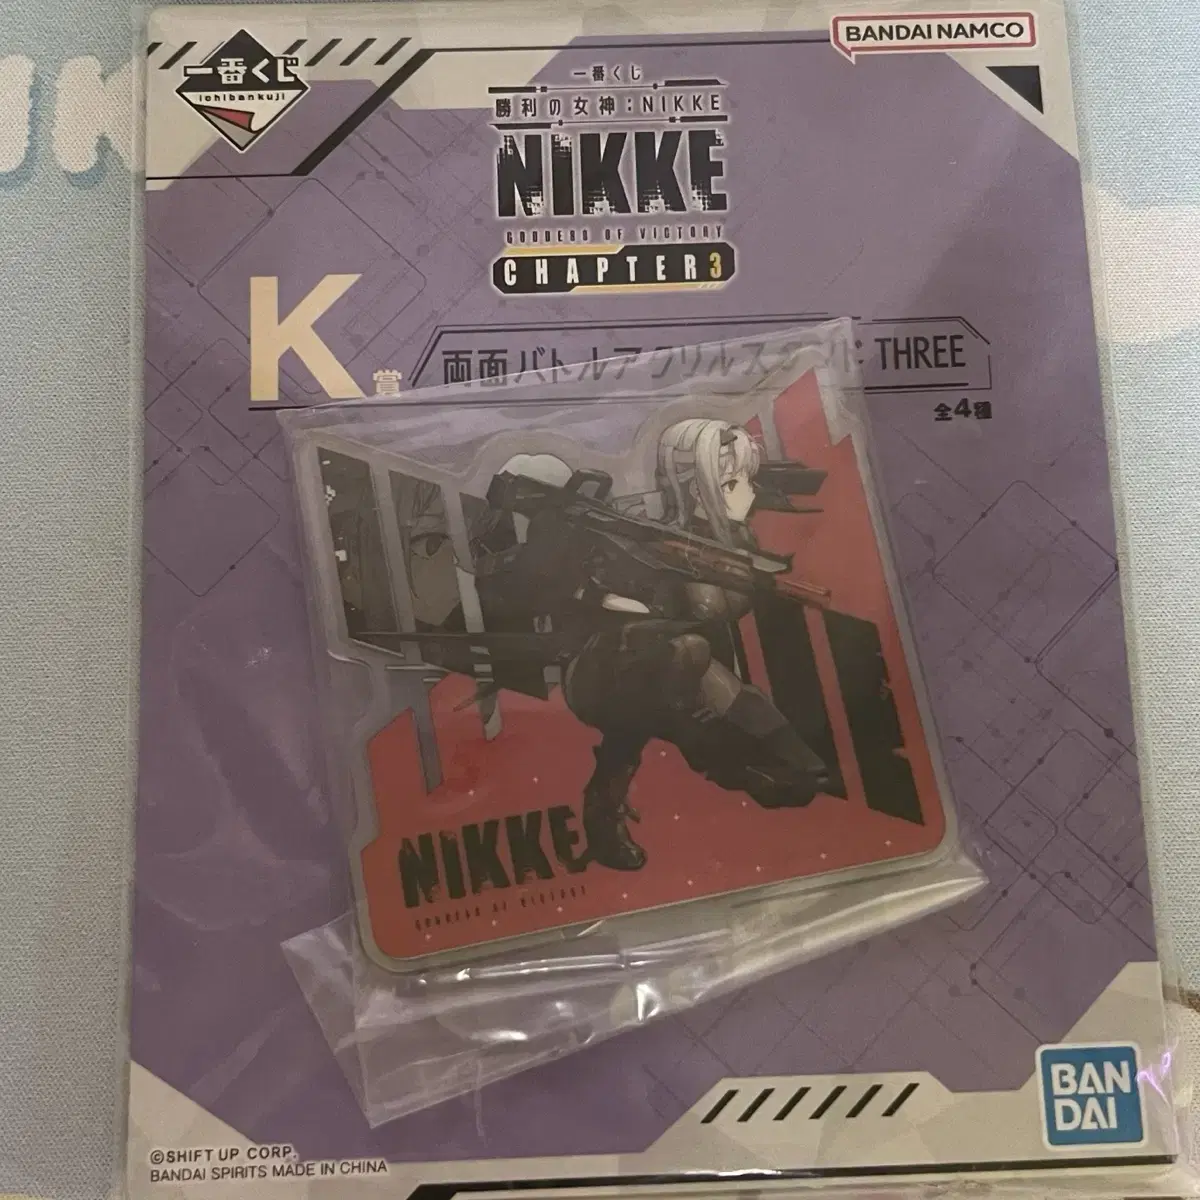 一番くじ
ichibankuji
BANDAI NAMCO
一番くじ
勝利の女神：NIKKE
NIKKE
GODDESS OF VICTORY
CHAPTER3
K賞
両面バトルアクリルスタンド THREE
全4種
NIKKE
©SHIFT UP CORP.
BANDAI SPIRITS MADE IN CHINA
BAN
DAI